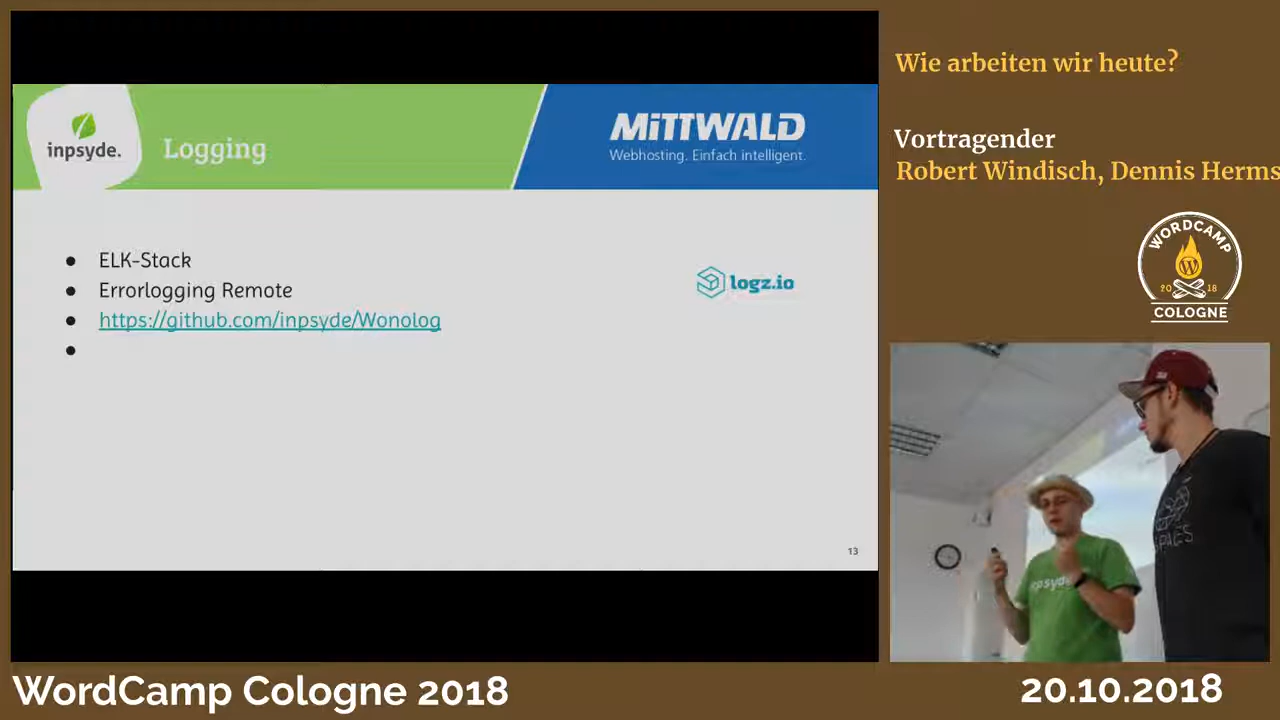 inpsyde.
Logging
MITTWALD
Webhosting. Einfach intelligent.
ELK-Stack
Errorlogging Remote
https://github.com/inpsyde/Wonolog
logz.io
13
Wie arbeiten wir heute?
Vortragender
Robert Windisch, Dennis Herms
WORDCAMP
2018
COLOGNE
inpsyde
WordCamp Cologne 2018
20.10.2018